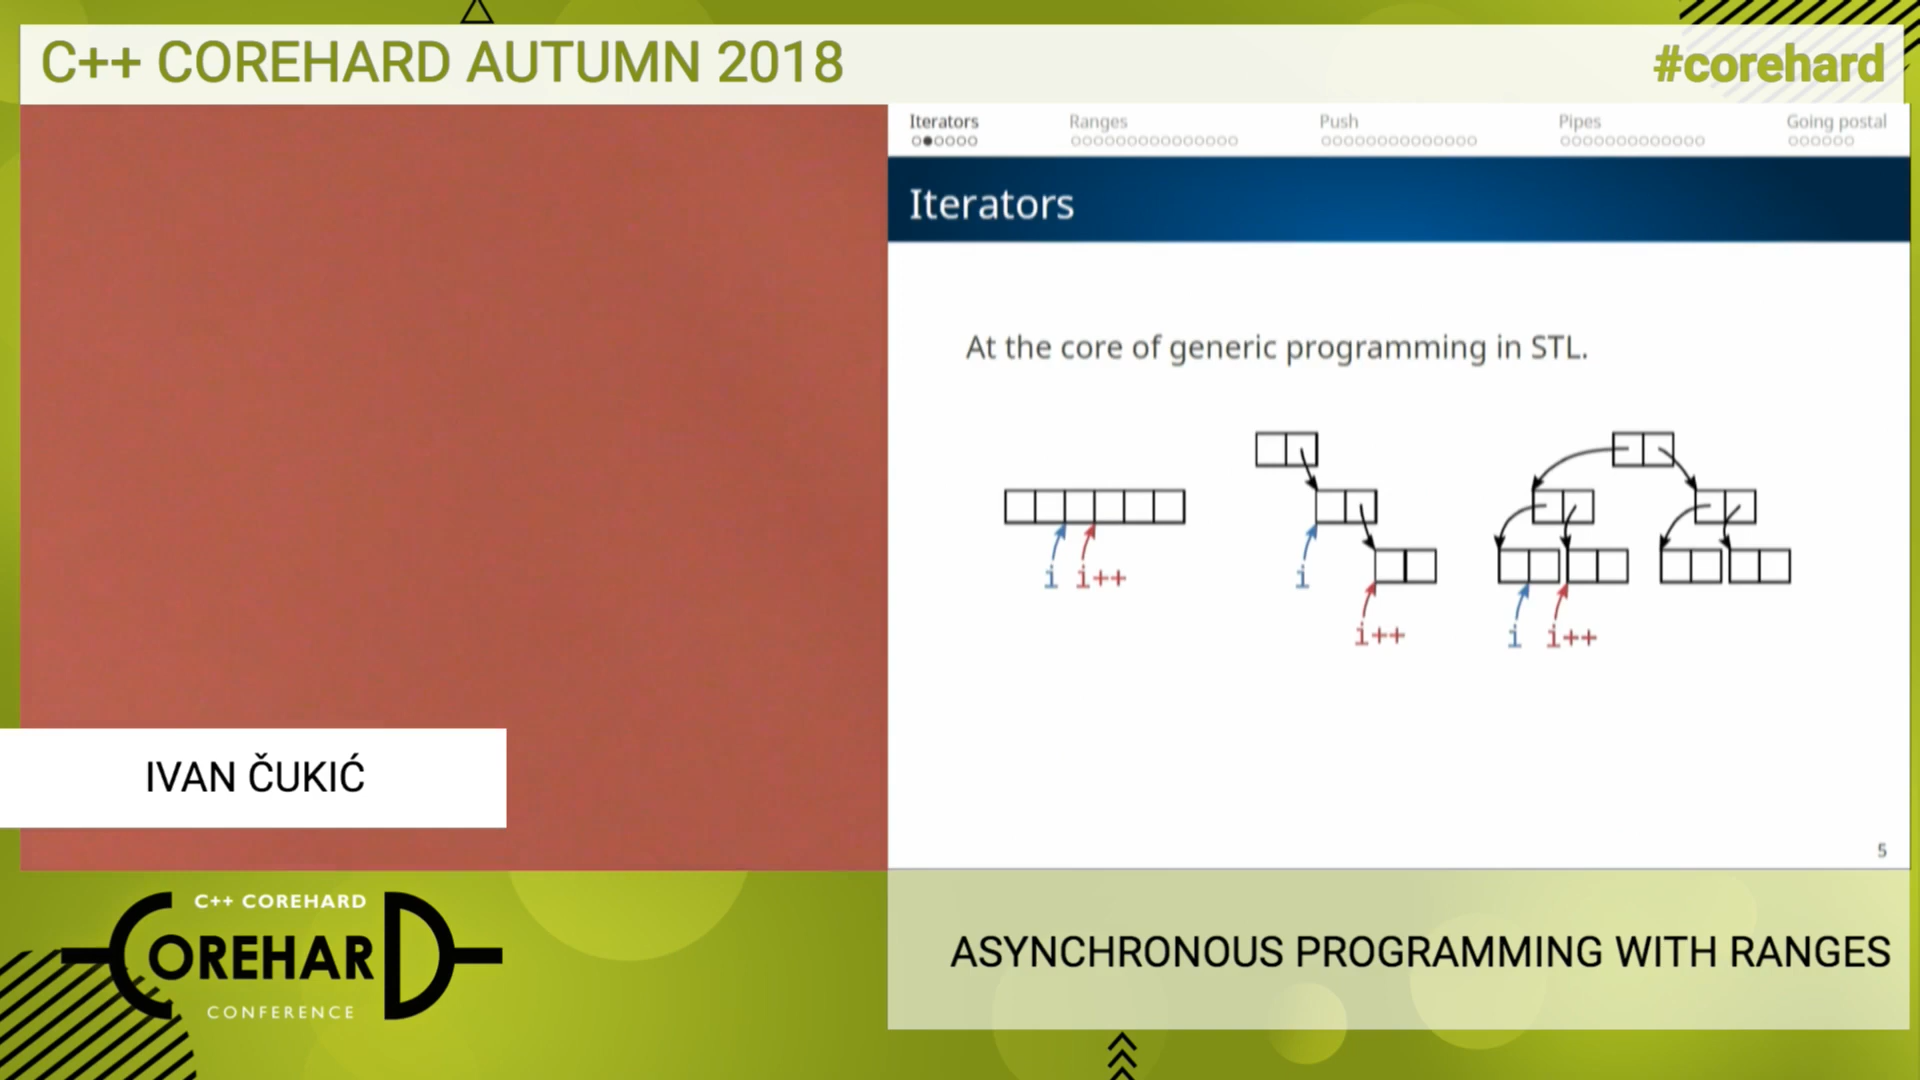 C++ COREHARD AUTUMN 2018
#corehard
Iterators Ranges Push Pipes Going postal
Iterators
At the core of generic programming in STL.
i i++
i
i++
i i++
5
IVAN ČUKIĆ
C++ COREHARD
COREHARD
CONFERENCE
ASYNCHRONOUS PROGRAMMING WITH RANGES